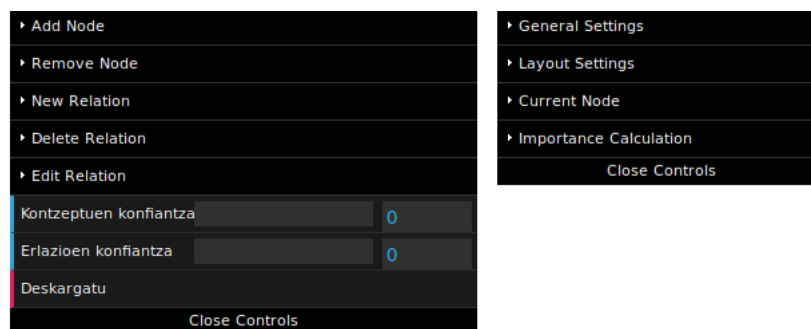 Add Node
Remove Node
New Relation
Delete Relation
Edit Relation
Kontzeptuen konfiantza 0
Erlazioen konfiantza 0
Deskargatu
Close Controls
General Settings
Layout Settings
Current Node
Importance Calculation
Close Controls